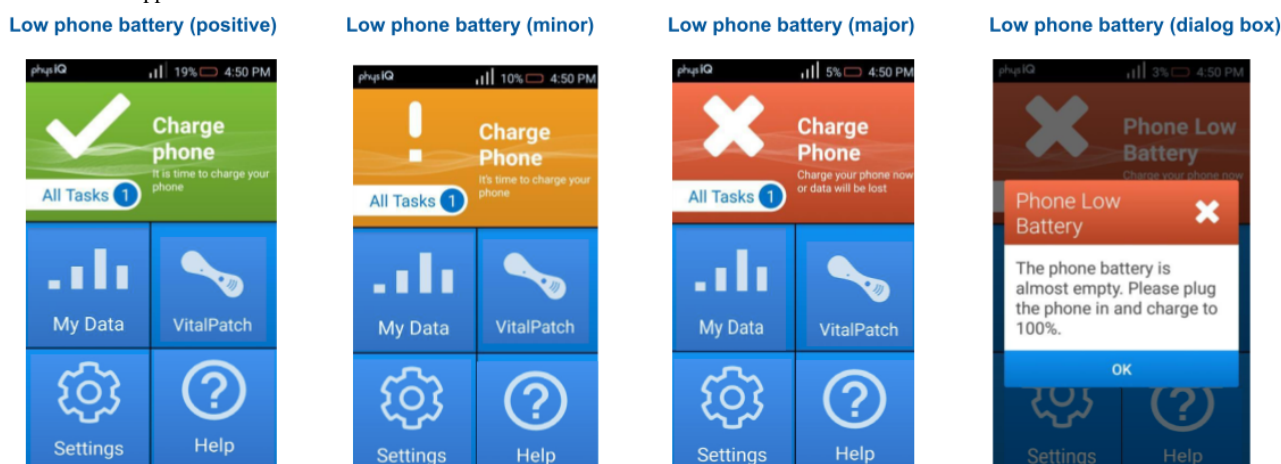 Low phone battery (positive)
physIQ 19% 4:50 PM
Charge
phone
It is time to charge your
phone
All Tasks 1
My Data
VitalPatch
Settings
Help
Low phone battery (minor)
physIQ 10% 4:50 PM
Charge
Phone
It's time to charge your
phone
All Tasks 1
My Data
VitalPatch
Settings
Help
Low phone battery (major)
physIQ 5% 4:50 PM
Charge
Phone
Charge your phone now
or data will be lost
All Tasks 1
My Data
VitalPatch
Settings
Help
Low phone battery (dialog box)
physIQ 3% 4:50 PM
Phone Low
Battery
Charge your phone now
Phone Low
Battery
The phone battery is
almost empty. Please plug
the phone in and charge to
100%.
OK
Settings
Help